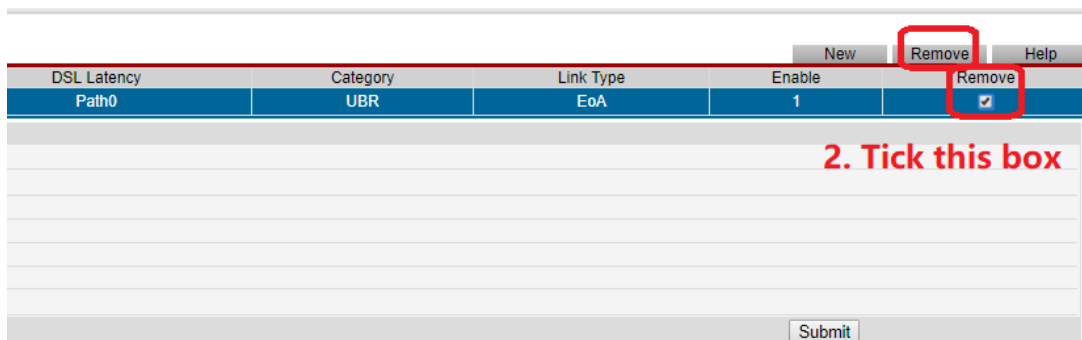 New Remove Help
DSL Latency Category Link Type Enable Remove
Path0 UBR EoA 1
2. Tick this box
Submit